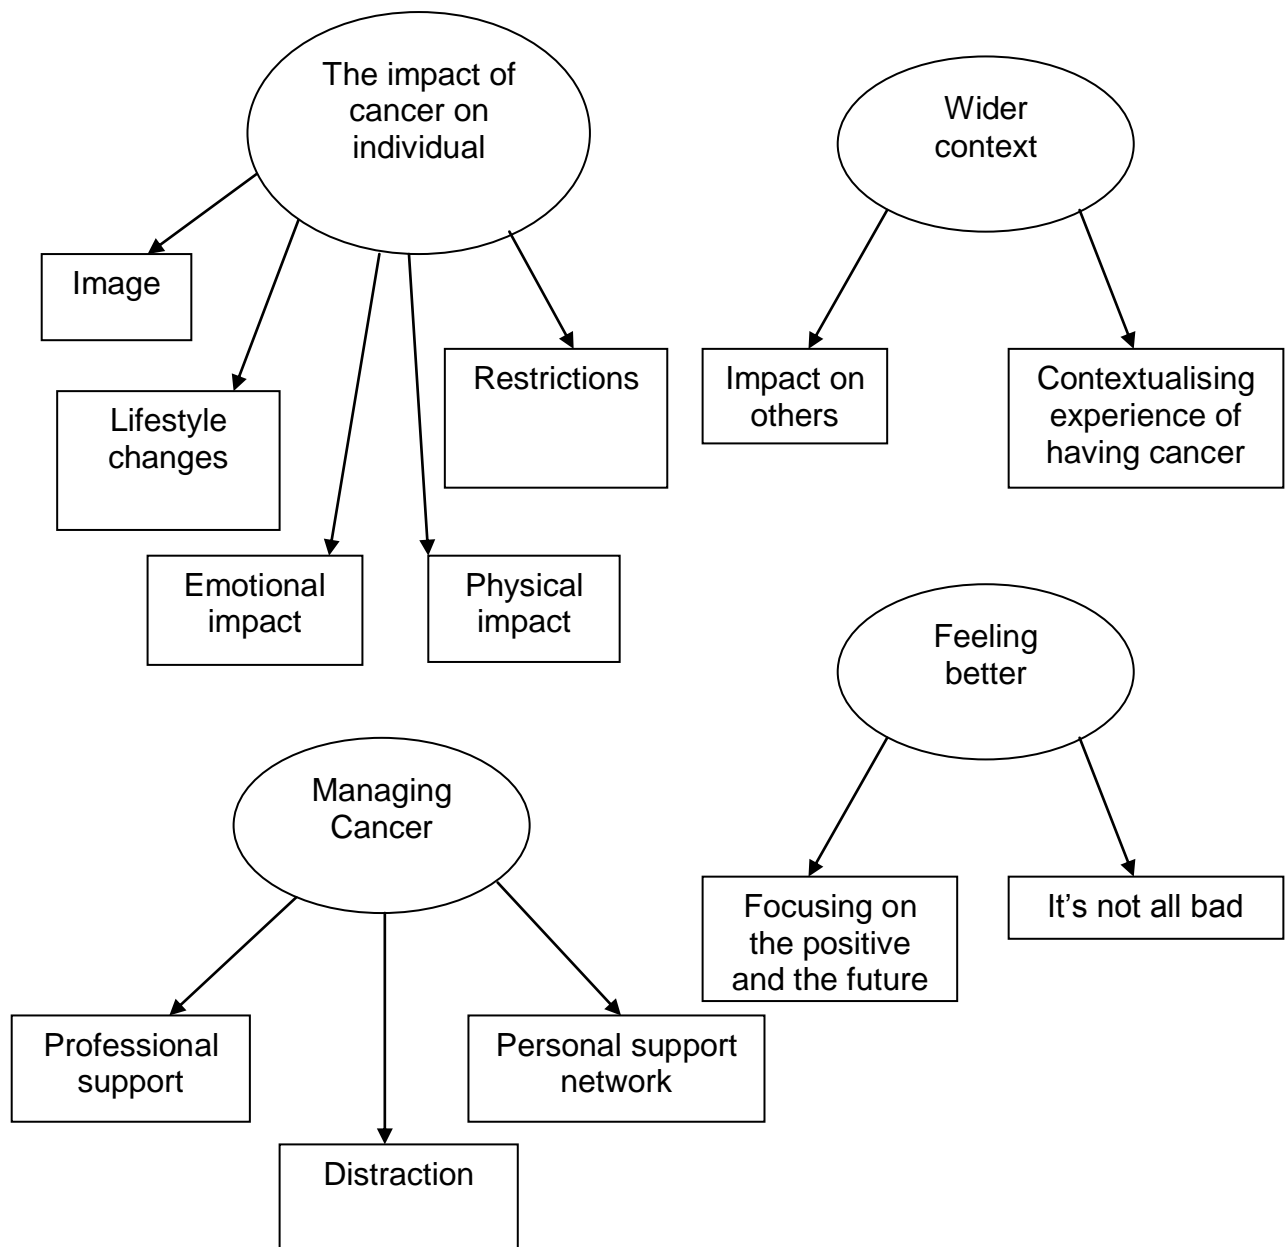 The impact of
cancer on
individual
Wider
context
Image
Lifestyle
changes
Emotional
impact
Physical
impact
Restrictions
Impact on
others
Contextualising
experience of
having cancer
Feeling
better
Focusing on
the positive
and the future
It's not all bad
Managing
Cancer
Professional
support
Distraction
Personal support
network